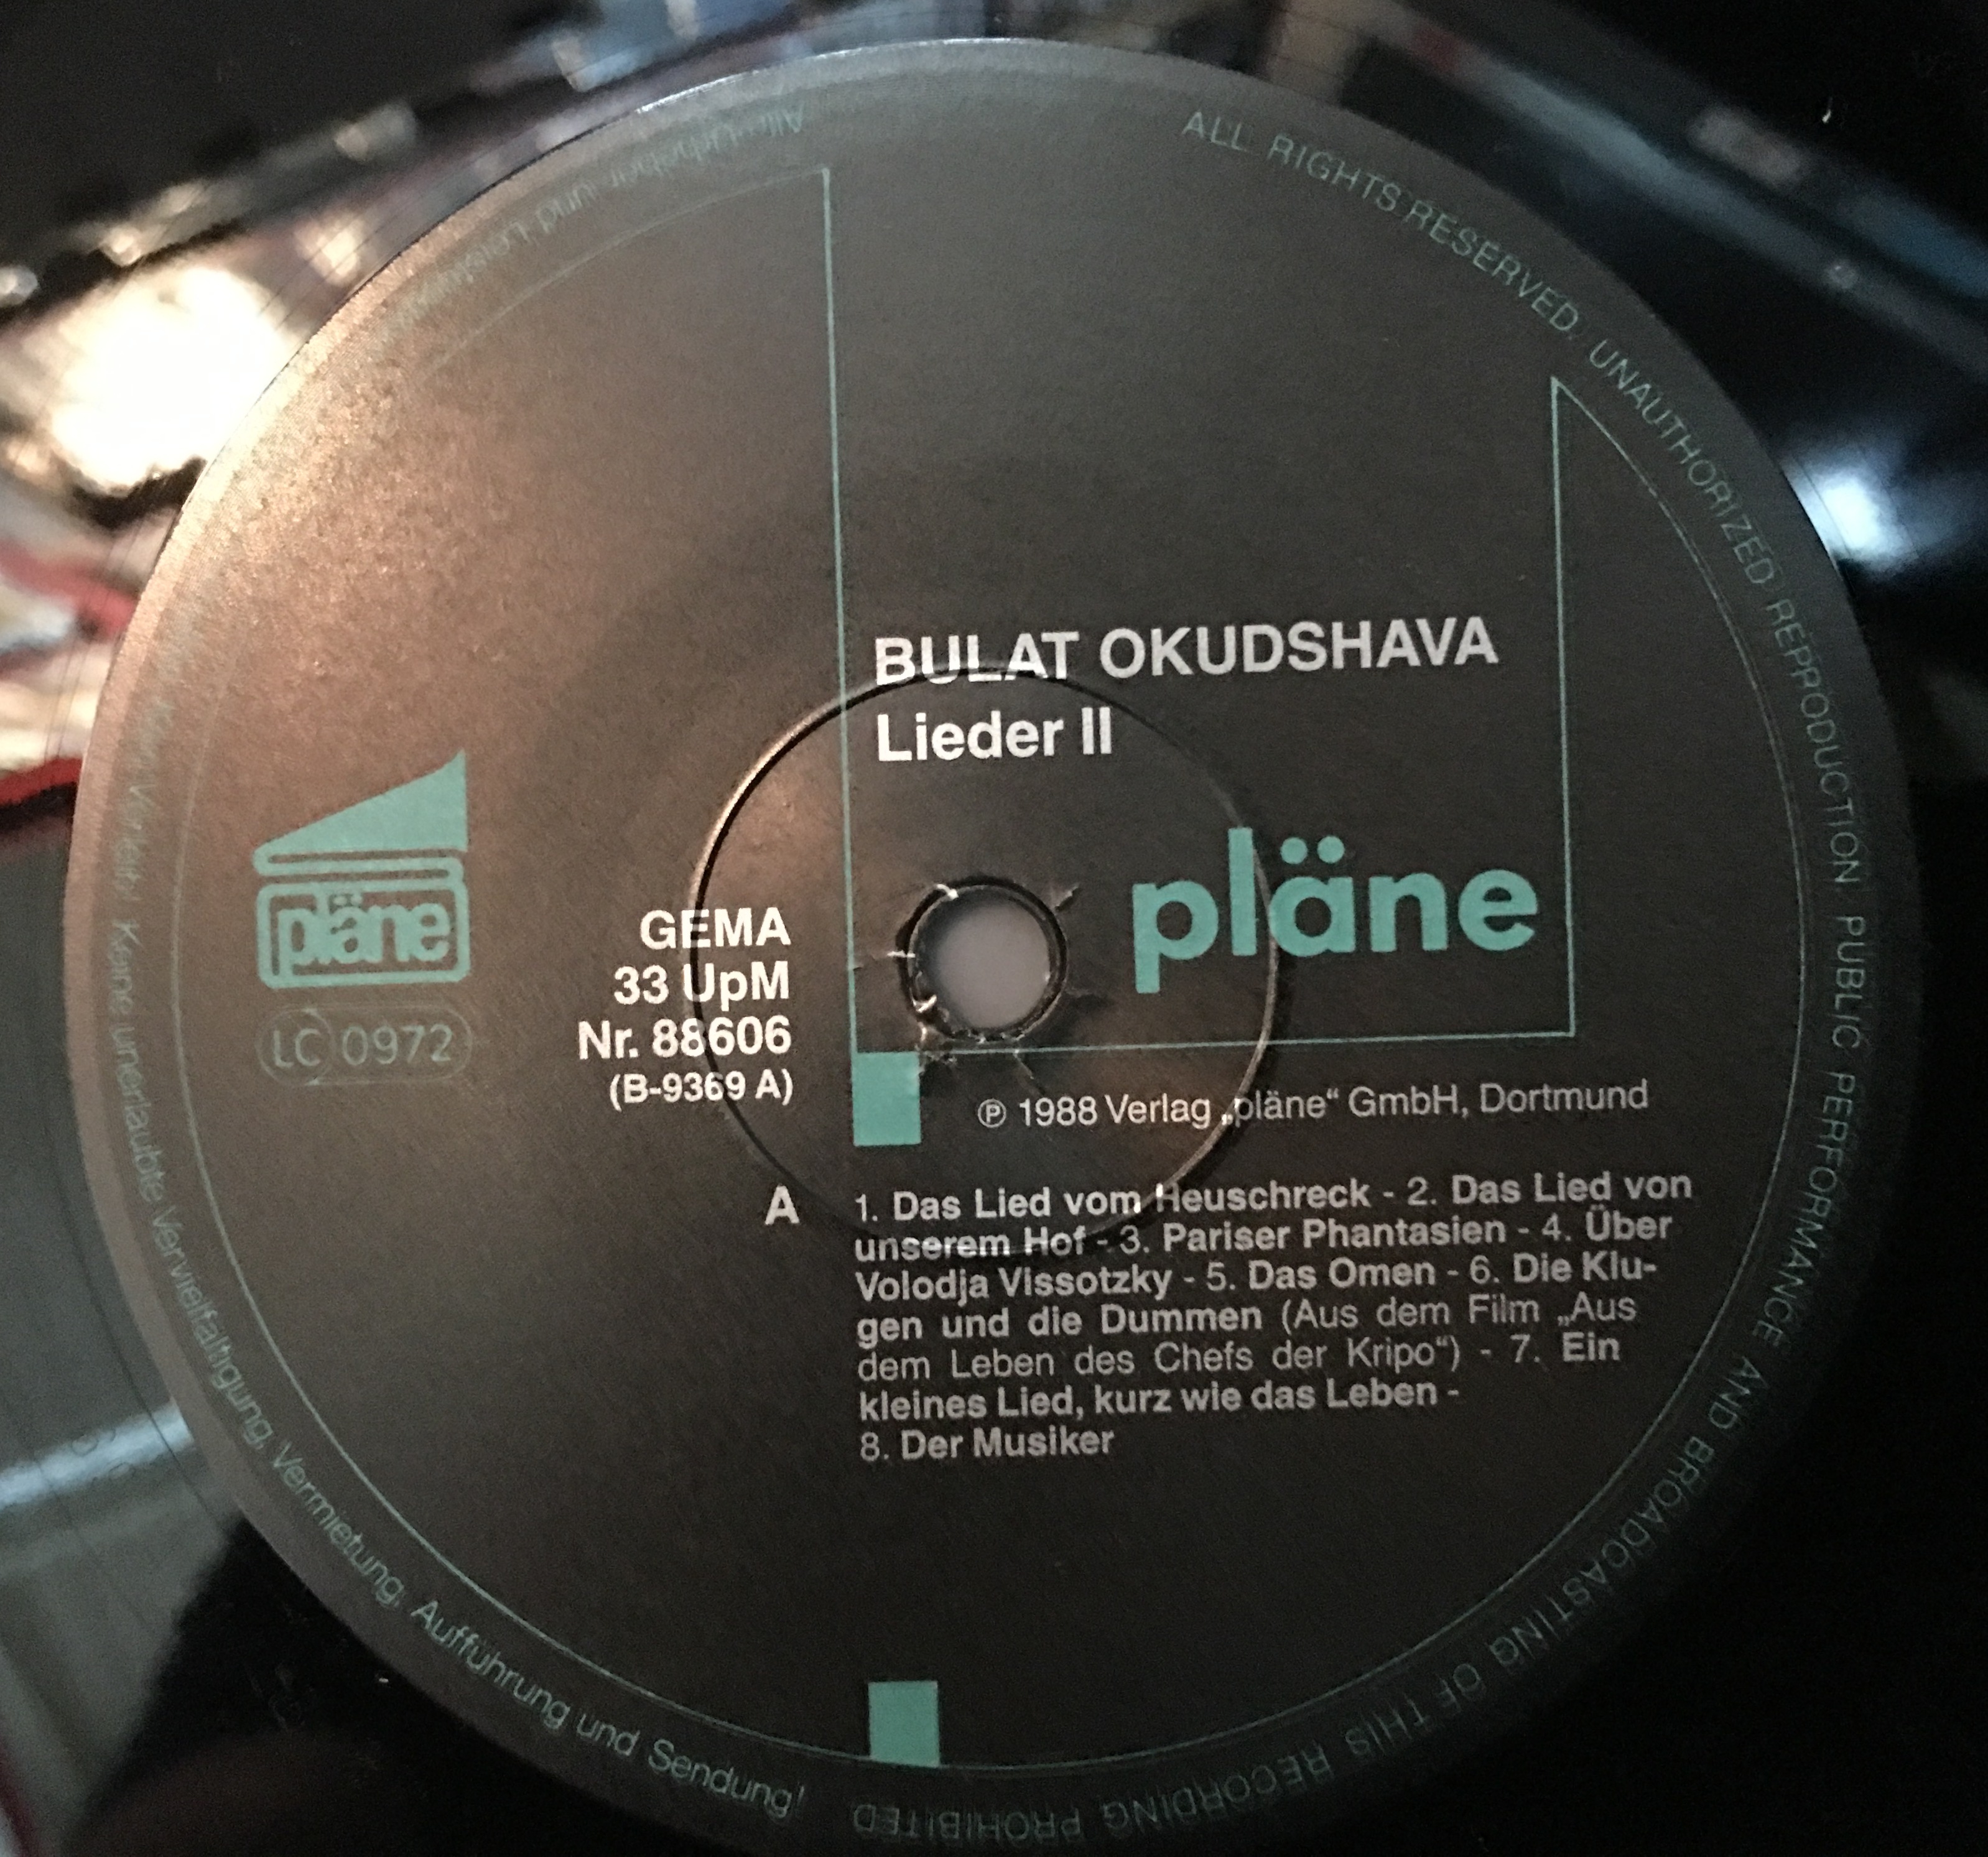 ALL RIGHTS RESERVED. UNAUTHORIZED REPRODUCTION, PUBLIC PERFORMANCE AND BROADCASTING OF THIS RECORDING PROHIBITED
Alle Urheber- und
Keine unerlaubte Vervielfältigung, Vermietung, Aufführung und Sendung!
BULAT OKUDSHAVA
Lieder II
pläne
pläne
LC 0972
GEMA
33 UpM
Nr. 88606
(B-9369 A)
℗ 1988 Verlag „pläne“ GmbH, Dortmund
A
1. Das Lied vom Heuschreck - 2. Das Lied von
unserem Hof - 3. Pariser Phantasien - 4. Über
Volodja Vissotzky - 5. Das Omen - 6. Die Klu-
gen und die Dummen (Aus dem Film „Aus
dem Leben des Chefs der Kripo“) - 7. Ein
kleines Lied, kurz wie das Leben -
8. Der Musiker